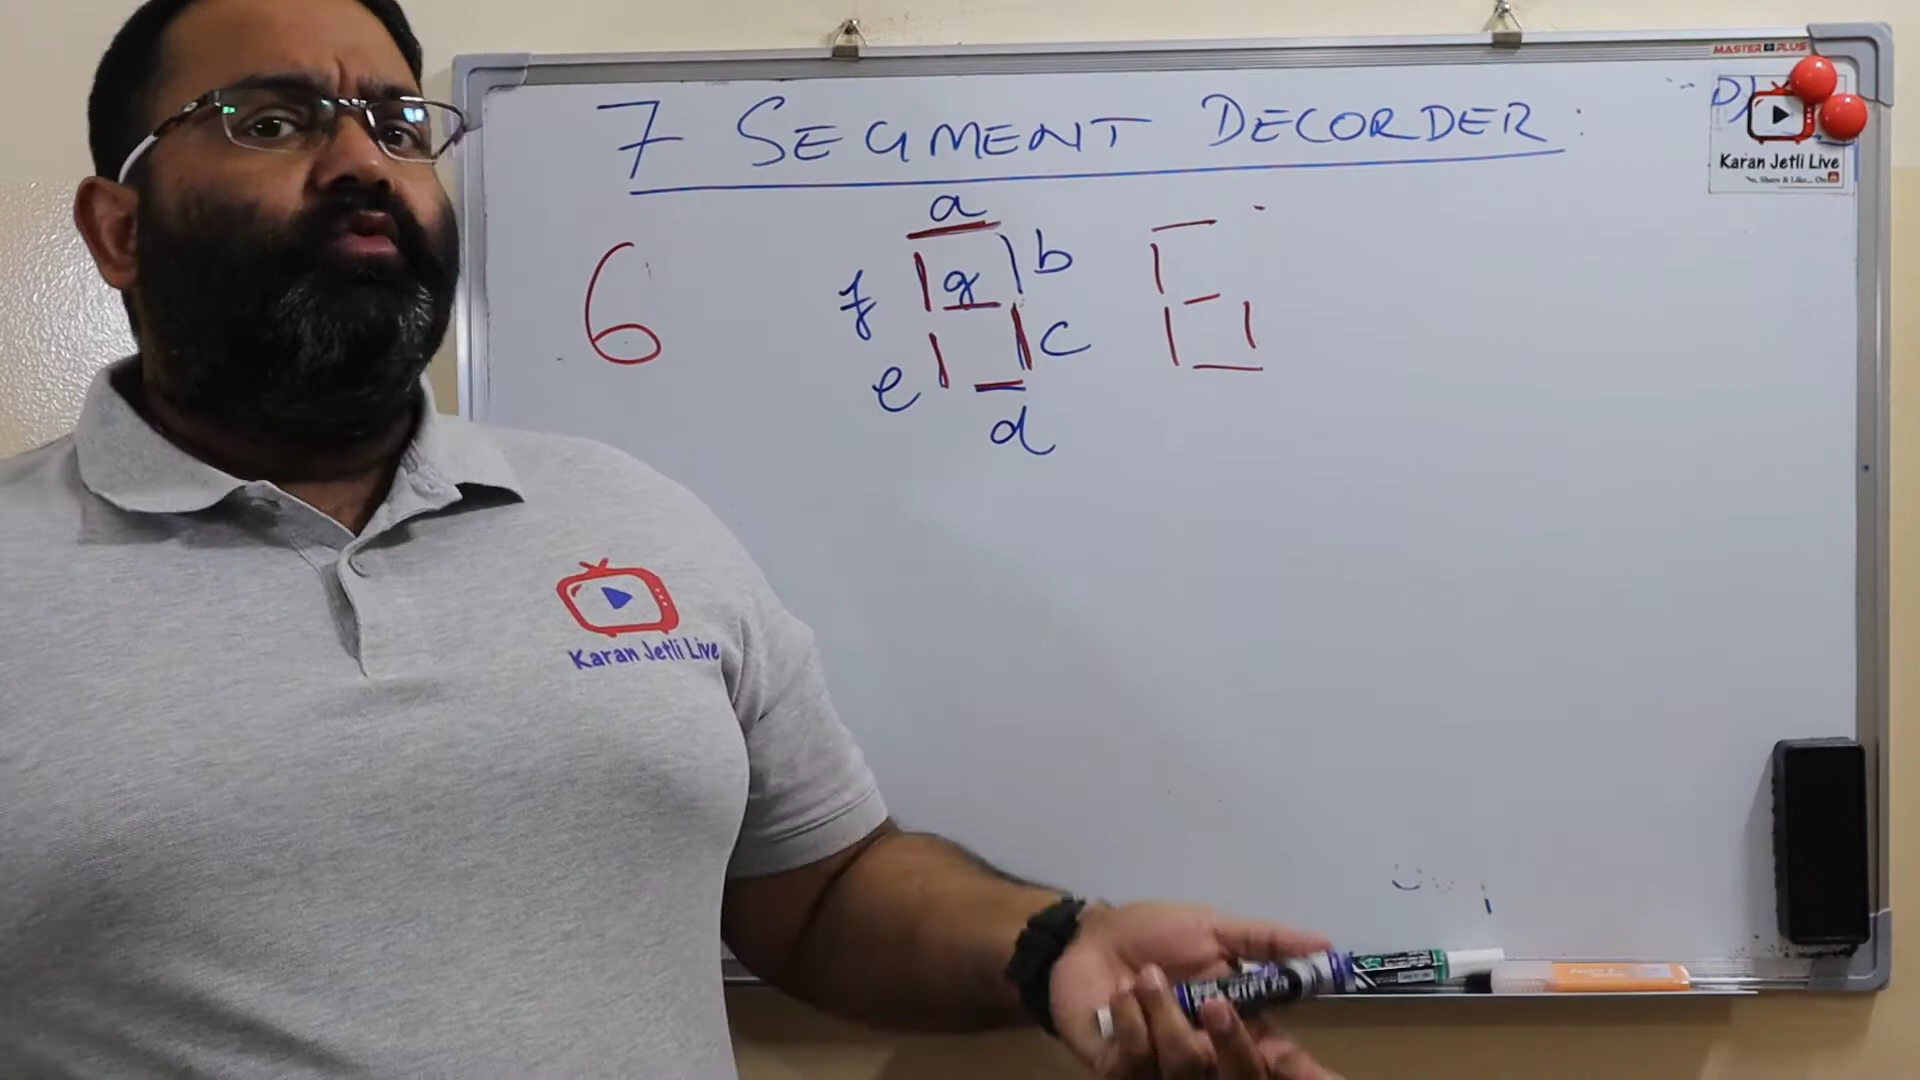 MASTER PLUS
7 SEGMENT DECORDER :
Karan Jetli Live
a
6
f g b
e c
d
Karan Jetli Live